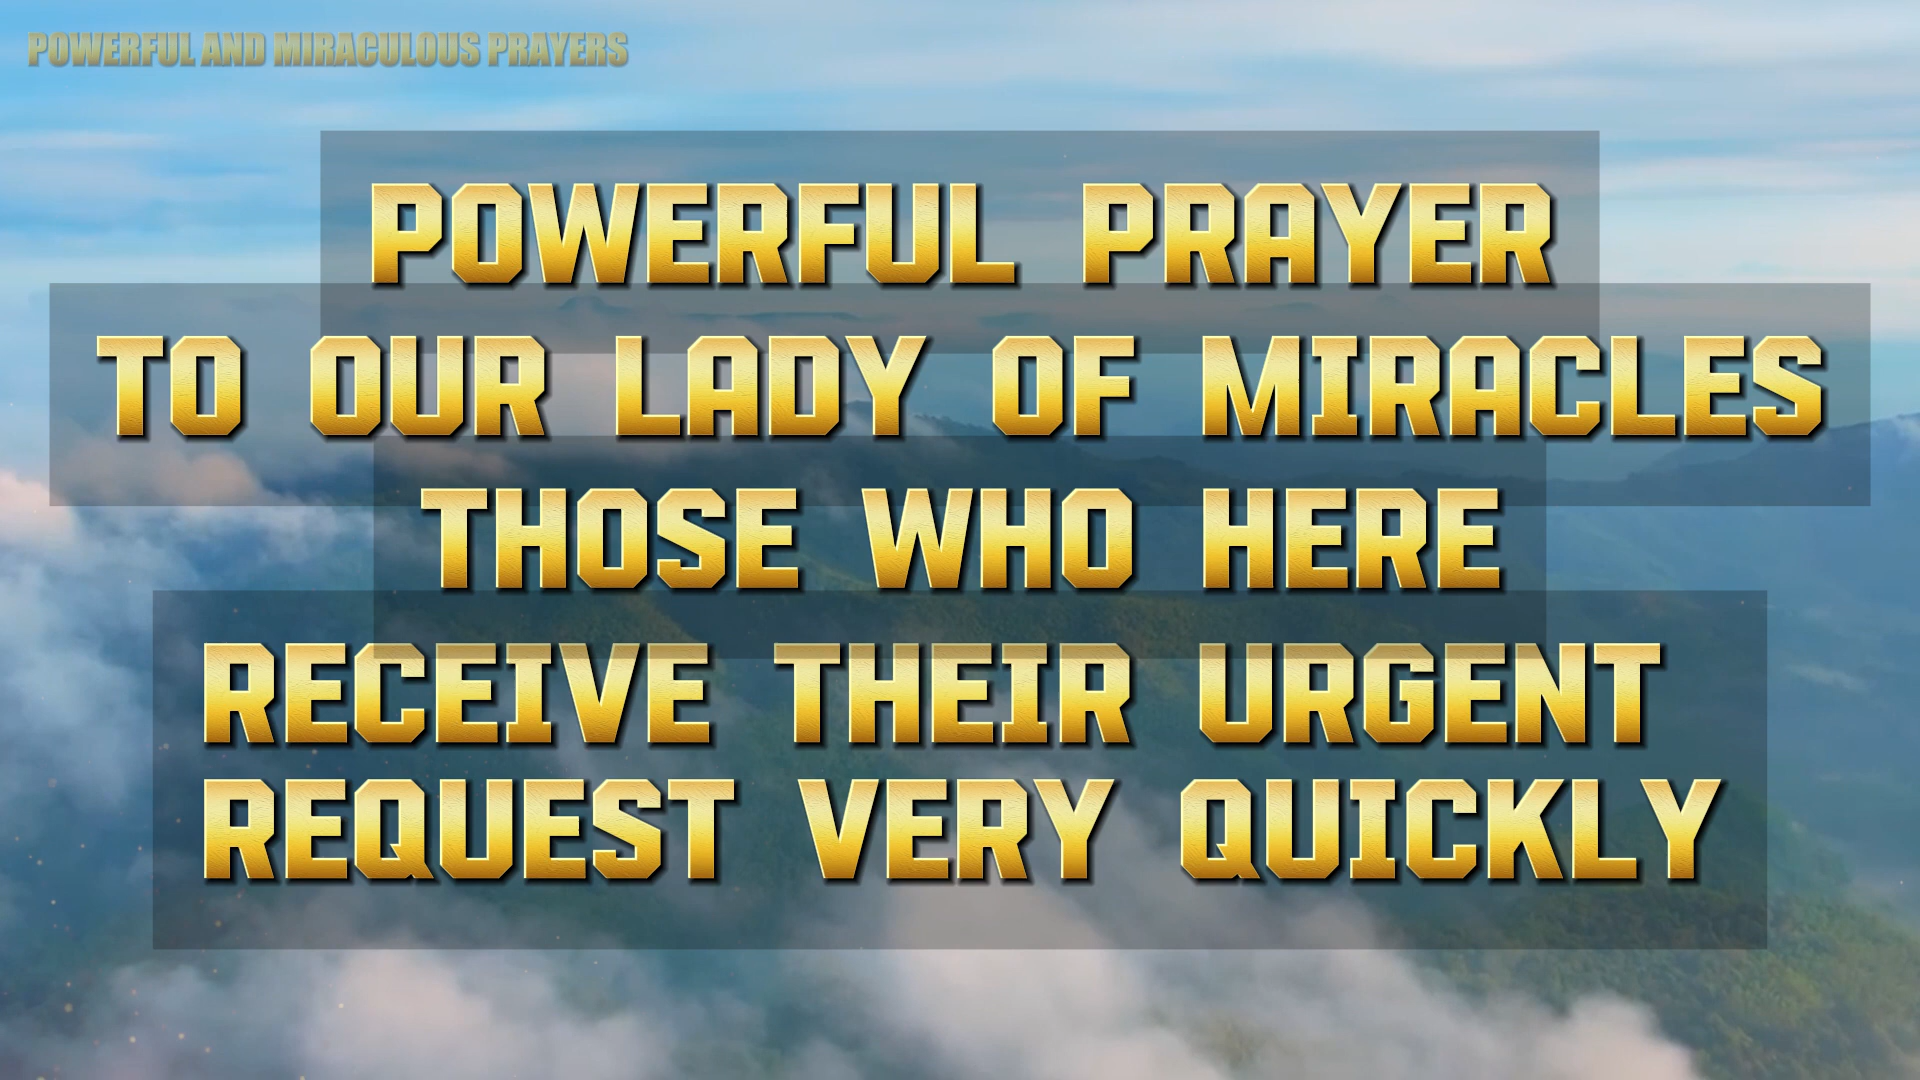 POWERFUL AND MIRACULOUS PRAYERS
POWERFUL PRAYER
TO OUR LADY OF MIRACLES
THOSE WHO HERE
RECEIVE THEIR URGENT
REQUEST VERY QUICKLY